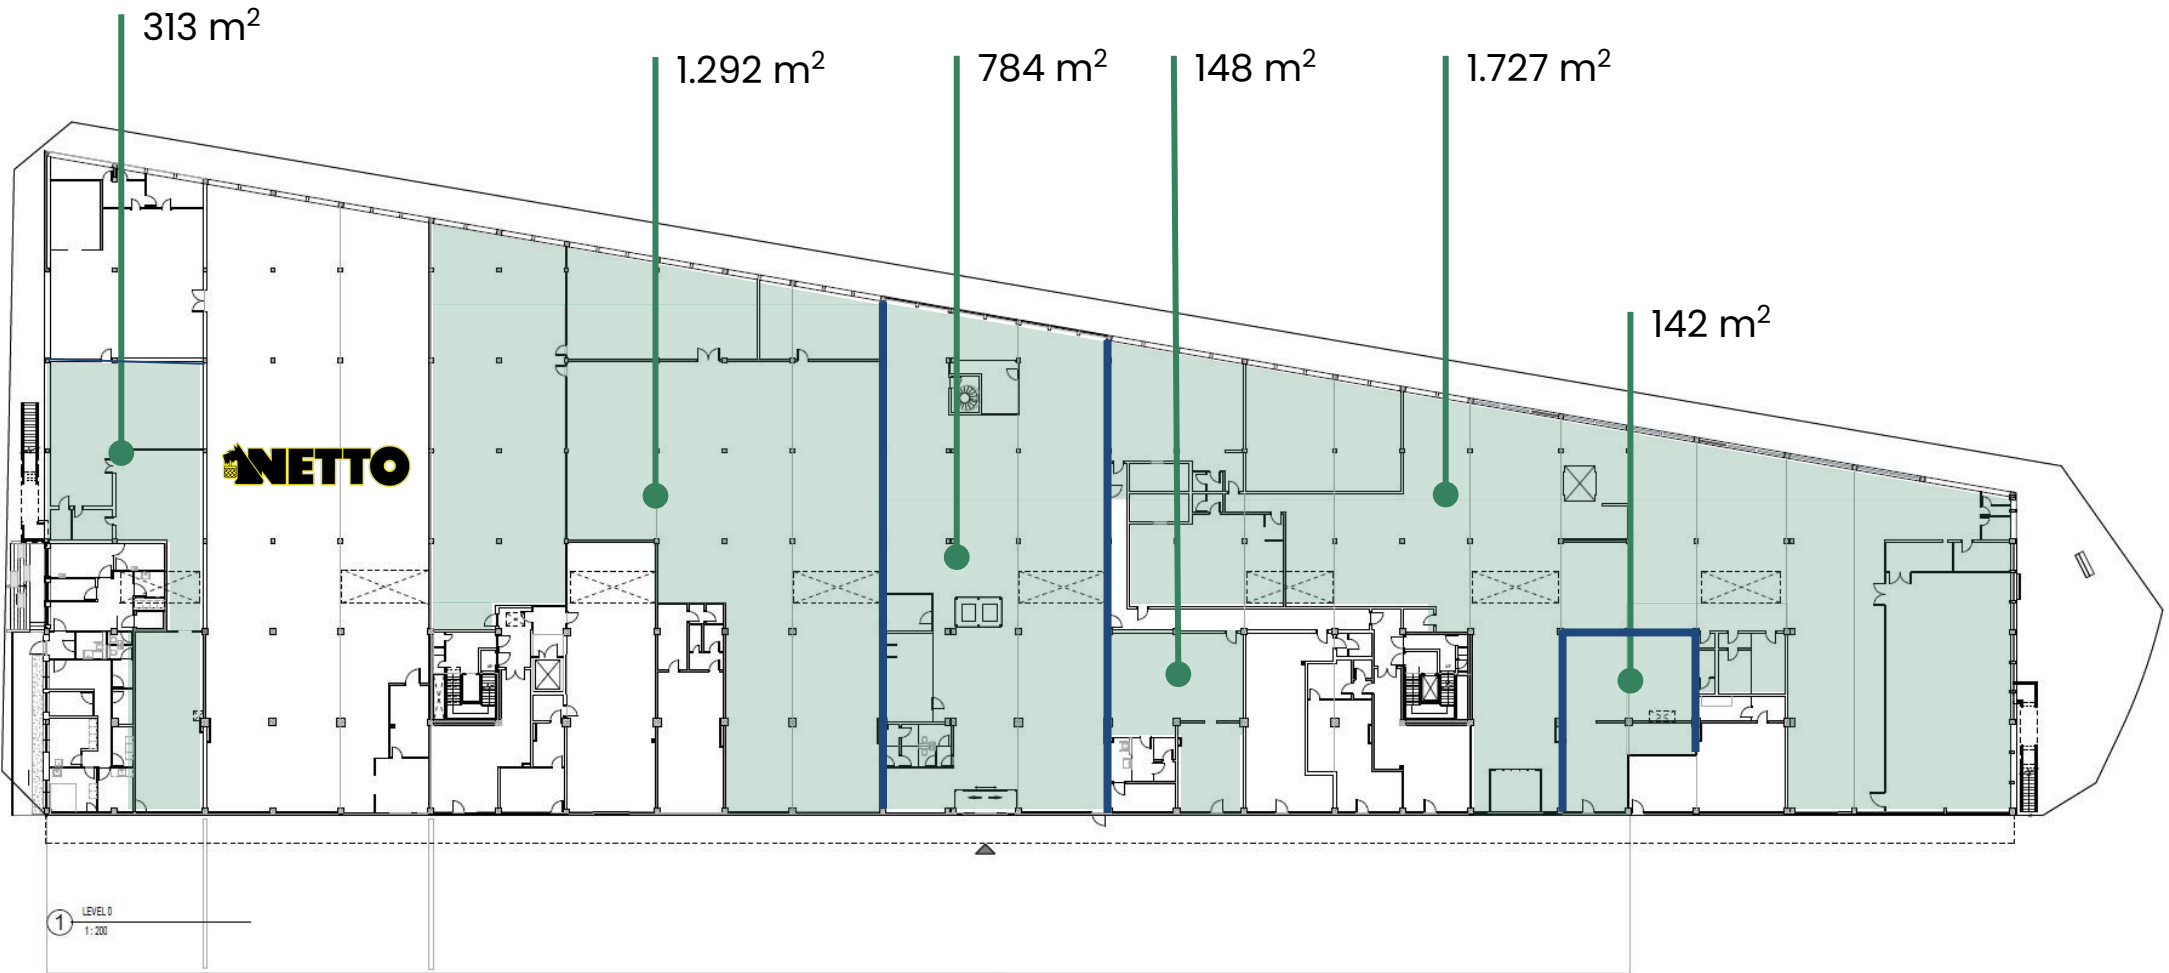 313 m²
1.292 m²
784 m²
148 m²
1.727 m²
142 m²
NETTO
1
LEVEL 0
1 : 200